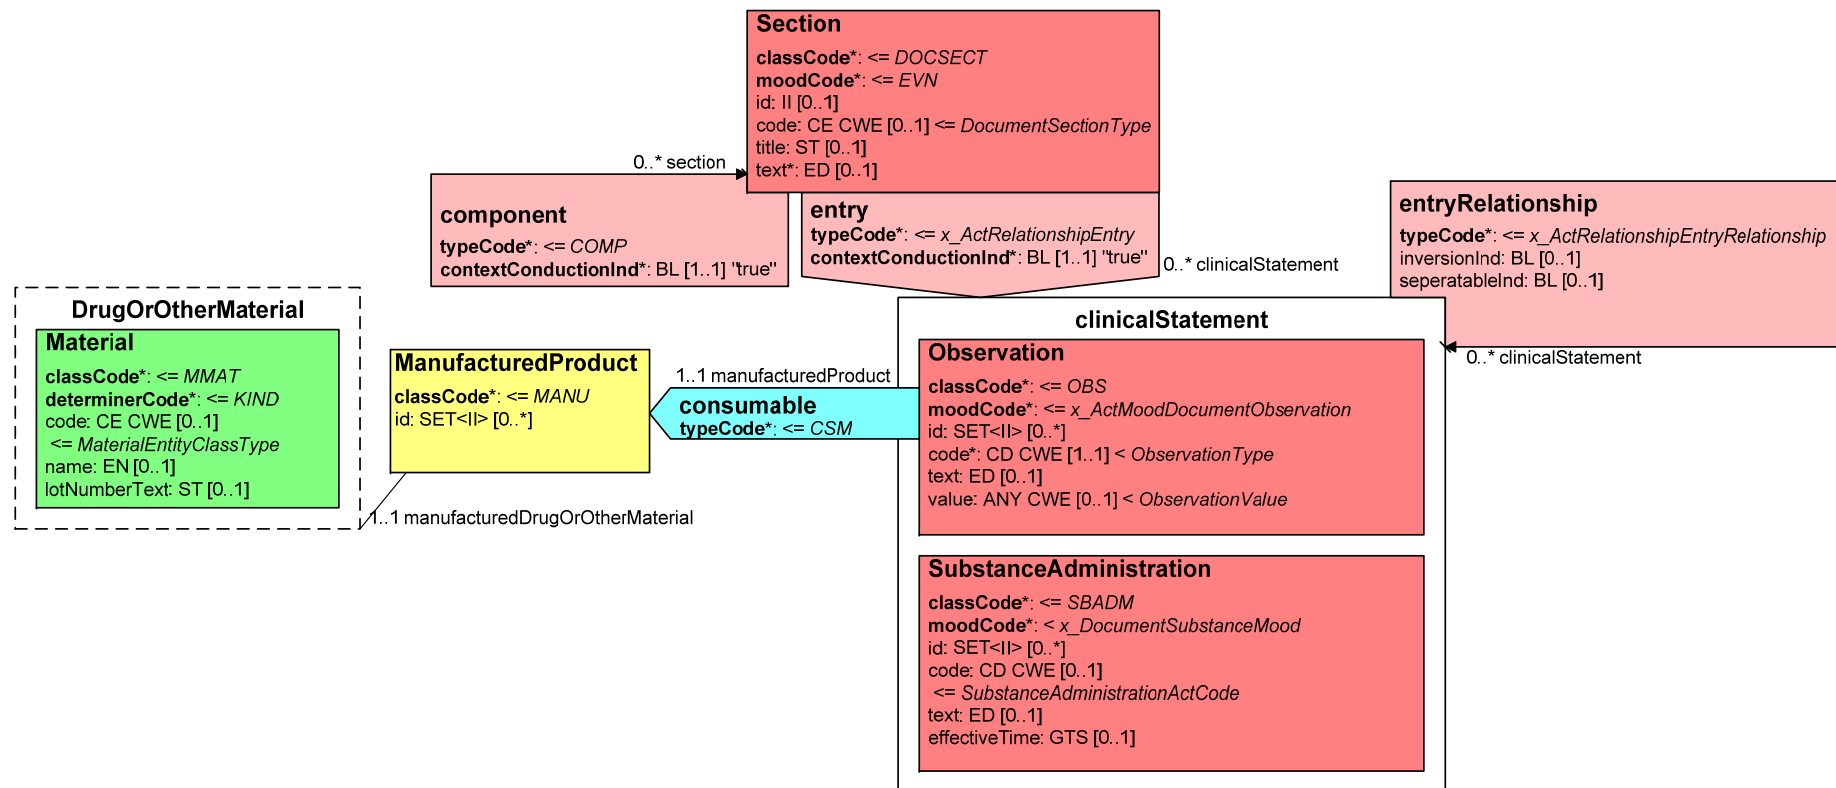 Section
classCode*: <= DOCSECT
moodCode*: <= EVN
id: II [0..1]
code: CE CWE [0..1] <= DocumentSectionType
title: ST [0..1]
text*: ED [0..1]
0..* section
component
typeCode*: <= COMP
contextConductionInd*: BL [1..1] "true"
entry
typeCode*: <= x_ActRelationshipEntry
contextConductionInd*: BL [1..1] "true"
0..* clinicalStatement
entryRelationship
typeCode*: <= x_ActRelationshipEntryRelationship
inversionInd: BL [0..1]
seperatableInd: BL [0..1]
0..* clinicalStatement
DrugOrOtherMaterial
Material
classCode*: <= MMAT
determinerCode*: <= KIND
code: CE CWE [0..1]
<= MaterialEntityClassType
name: EN [0..1]
lotNumberText: ST [0..1]
1..1 manufacturedDrugOrOtherMaterial
ManufacturedProduct
classCode*: <= MANU
id: SET<II> [0..*]
1..1 manufacturedProduct
consumable
typeCode*: <= CSM
clinicalStatement
Observation
classCode*: <= OBS
moodCode*: <= x_ActMoodDocumentObservation
id: SET<II> [0..*]
code*: CD CWE [1..1] < ObservationType
text: ED [0..1]
value: ANY CWE [0..1] < ObservationValue
SubstanceAdministration
classCode*: <= SBADM
moodCode*: < x_DocumentSubstanceMood
id: SET<II> [0..*]
code: CD CWE [0..1]
<= SubstanceAdministrationActCode
text: ED [0..1]
effectiveTime: GTS [0..1]